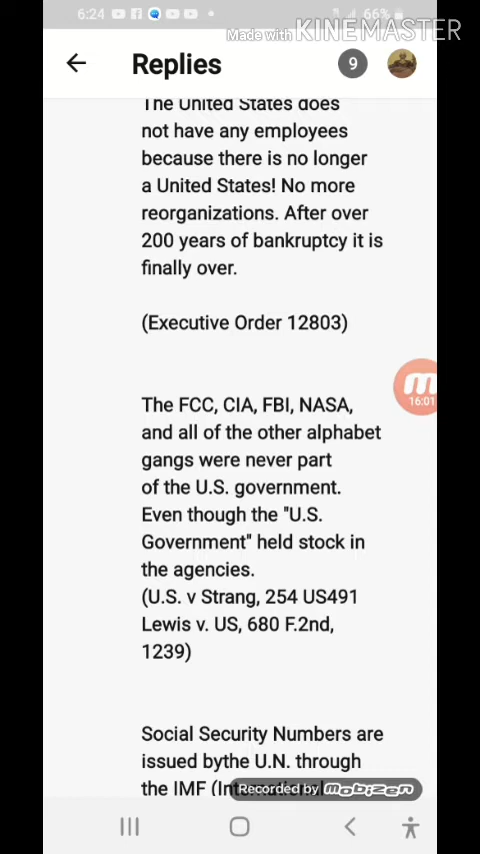 6:24
66%
Made with KINEMASTER
Replies
9
The United States does
not have any employees
because there is no longer
a United States! No more
reorganizations. After over
200 years of bankruptcy it is
finally over.
(Executive Order 12803)
16:01
The FCC, CIA, FBI, NASA,
and all of the other alphabet
gangs were never part
of the U.S. government.
Even though the "U.S.
Government" held stock in
the agencies.
(U.S. v Strang, 254 US491
Lewis v. US, 680 F.2nd,
1239)
Social Security Numbers are
issued bythe U.N. through
the IMF (International
Recorded by mobizen